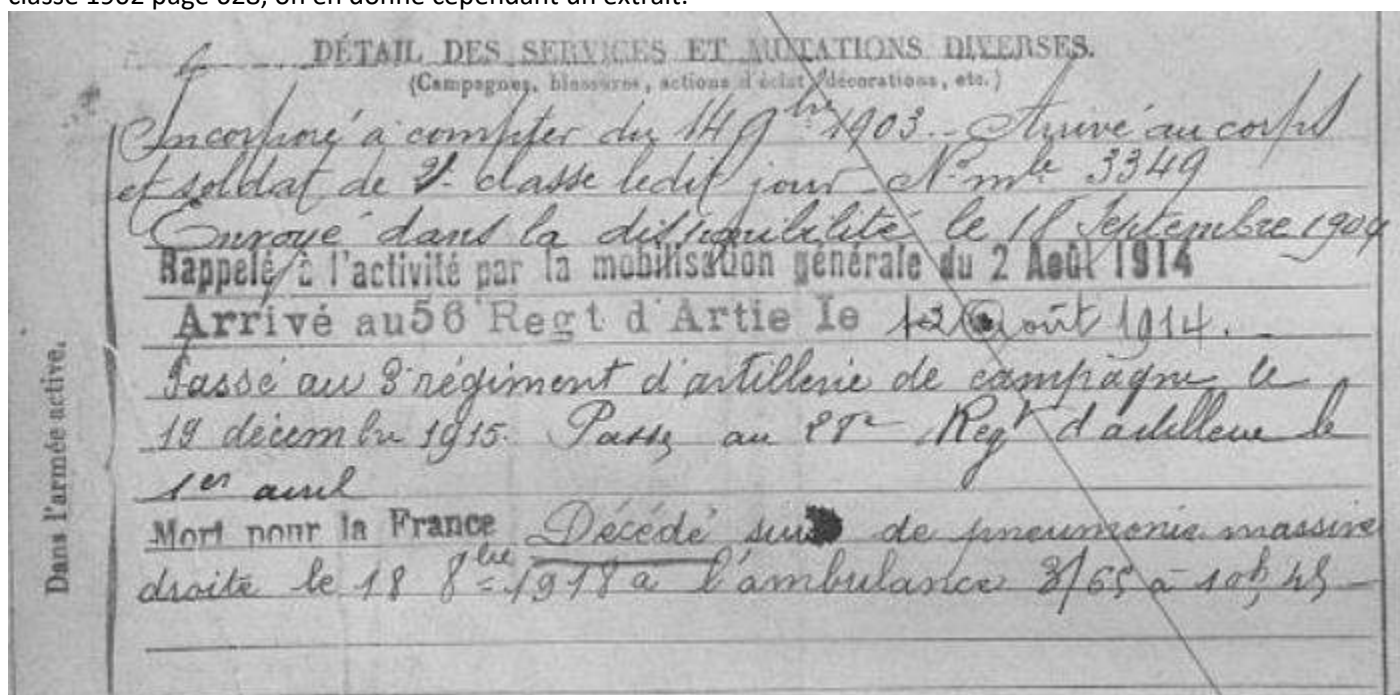 classe 1902 page 628, on en donne cependant un extrait:
DÉTAIL DES SERVICES ET MUTATIONS DIVERSES.
(Campagnes, blessures, actions d'éclat, décorations, etc.)
Incorporé à compter du 14 9bre 1903. Arrivé au corps
et soldat de 2e classe ledit jour N° mle 3349
Envoyé dans la disponibilité le 18 Septembre 1904
Rappelé à l'activité par la mobilisation générale du 2 Août 1914
Arrivé au 56 Regt d'Artie le 12 Août 1914.
Passé au 3e régiment d'artillerie de campagne le
19 décembre 1915. Passé au Regt d'artillerie le
1er avril
Mort pour la France Décédé suite de pneumonie massive
droite le 18 8bre 1918 à l'ambulance 3/65 à 10h,45
Dans l'armée active.